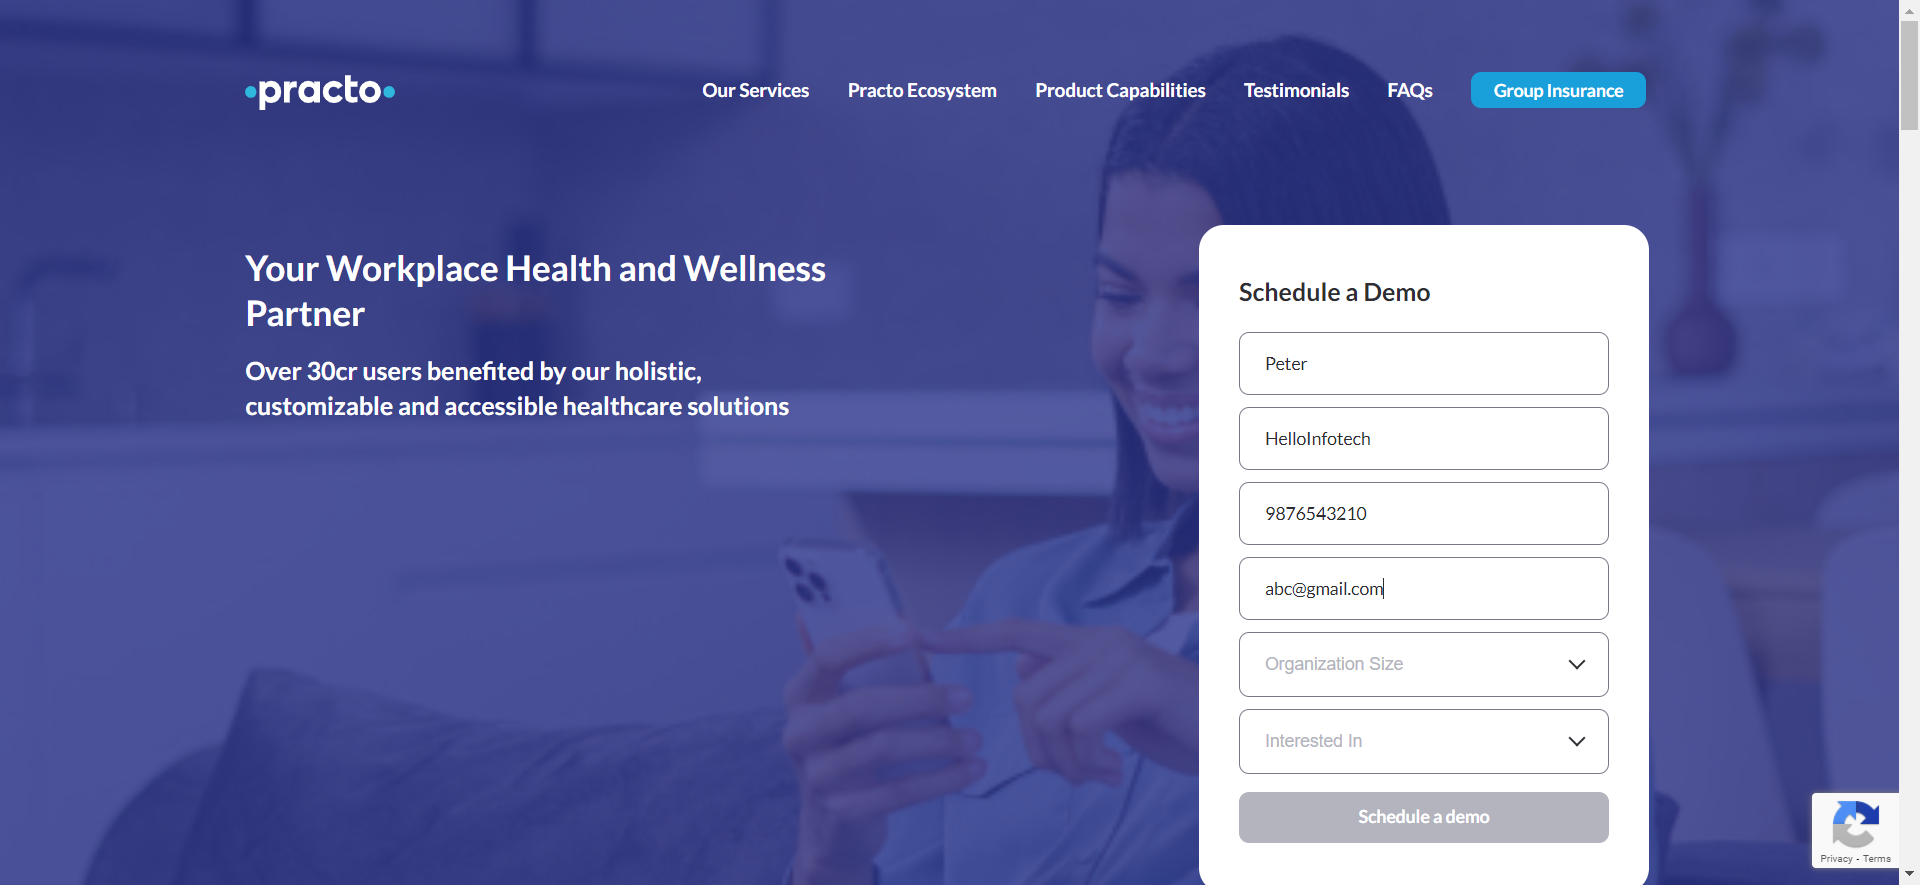 practo
Our Services
Practo Ecosystem
Product Capabilities
Testimonials
FAQs
Group Insurance
Your Workplace Health and Wellness
Partner
Over 30cr users benefited by our holistic,
customizable and accessible healthcare solutions
Schedule a Demo
Peter
HelloInfotech
9876543210
abc@gmail.com
Organization Size
Interested In
Schedule a demo
Privacy - Terms